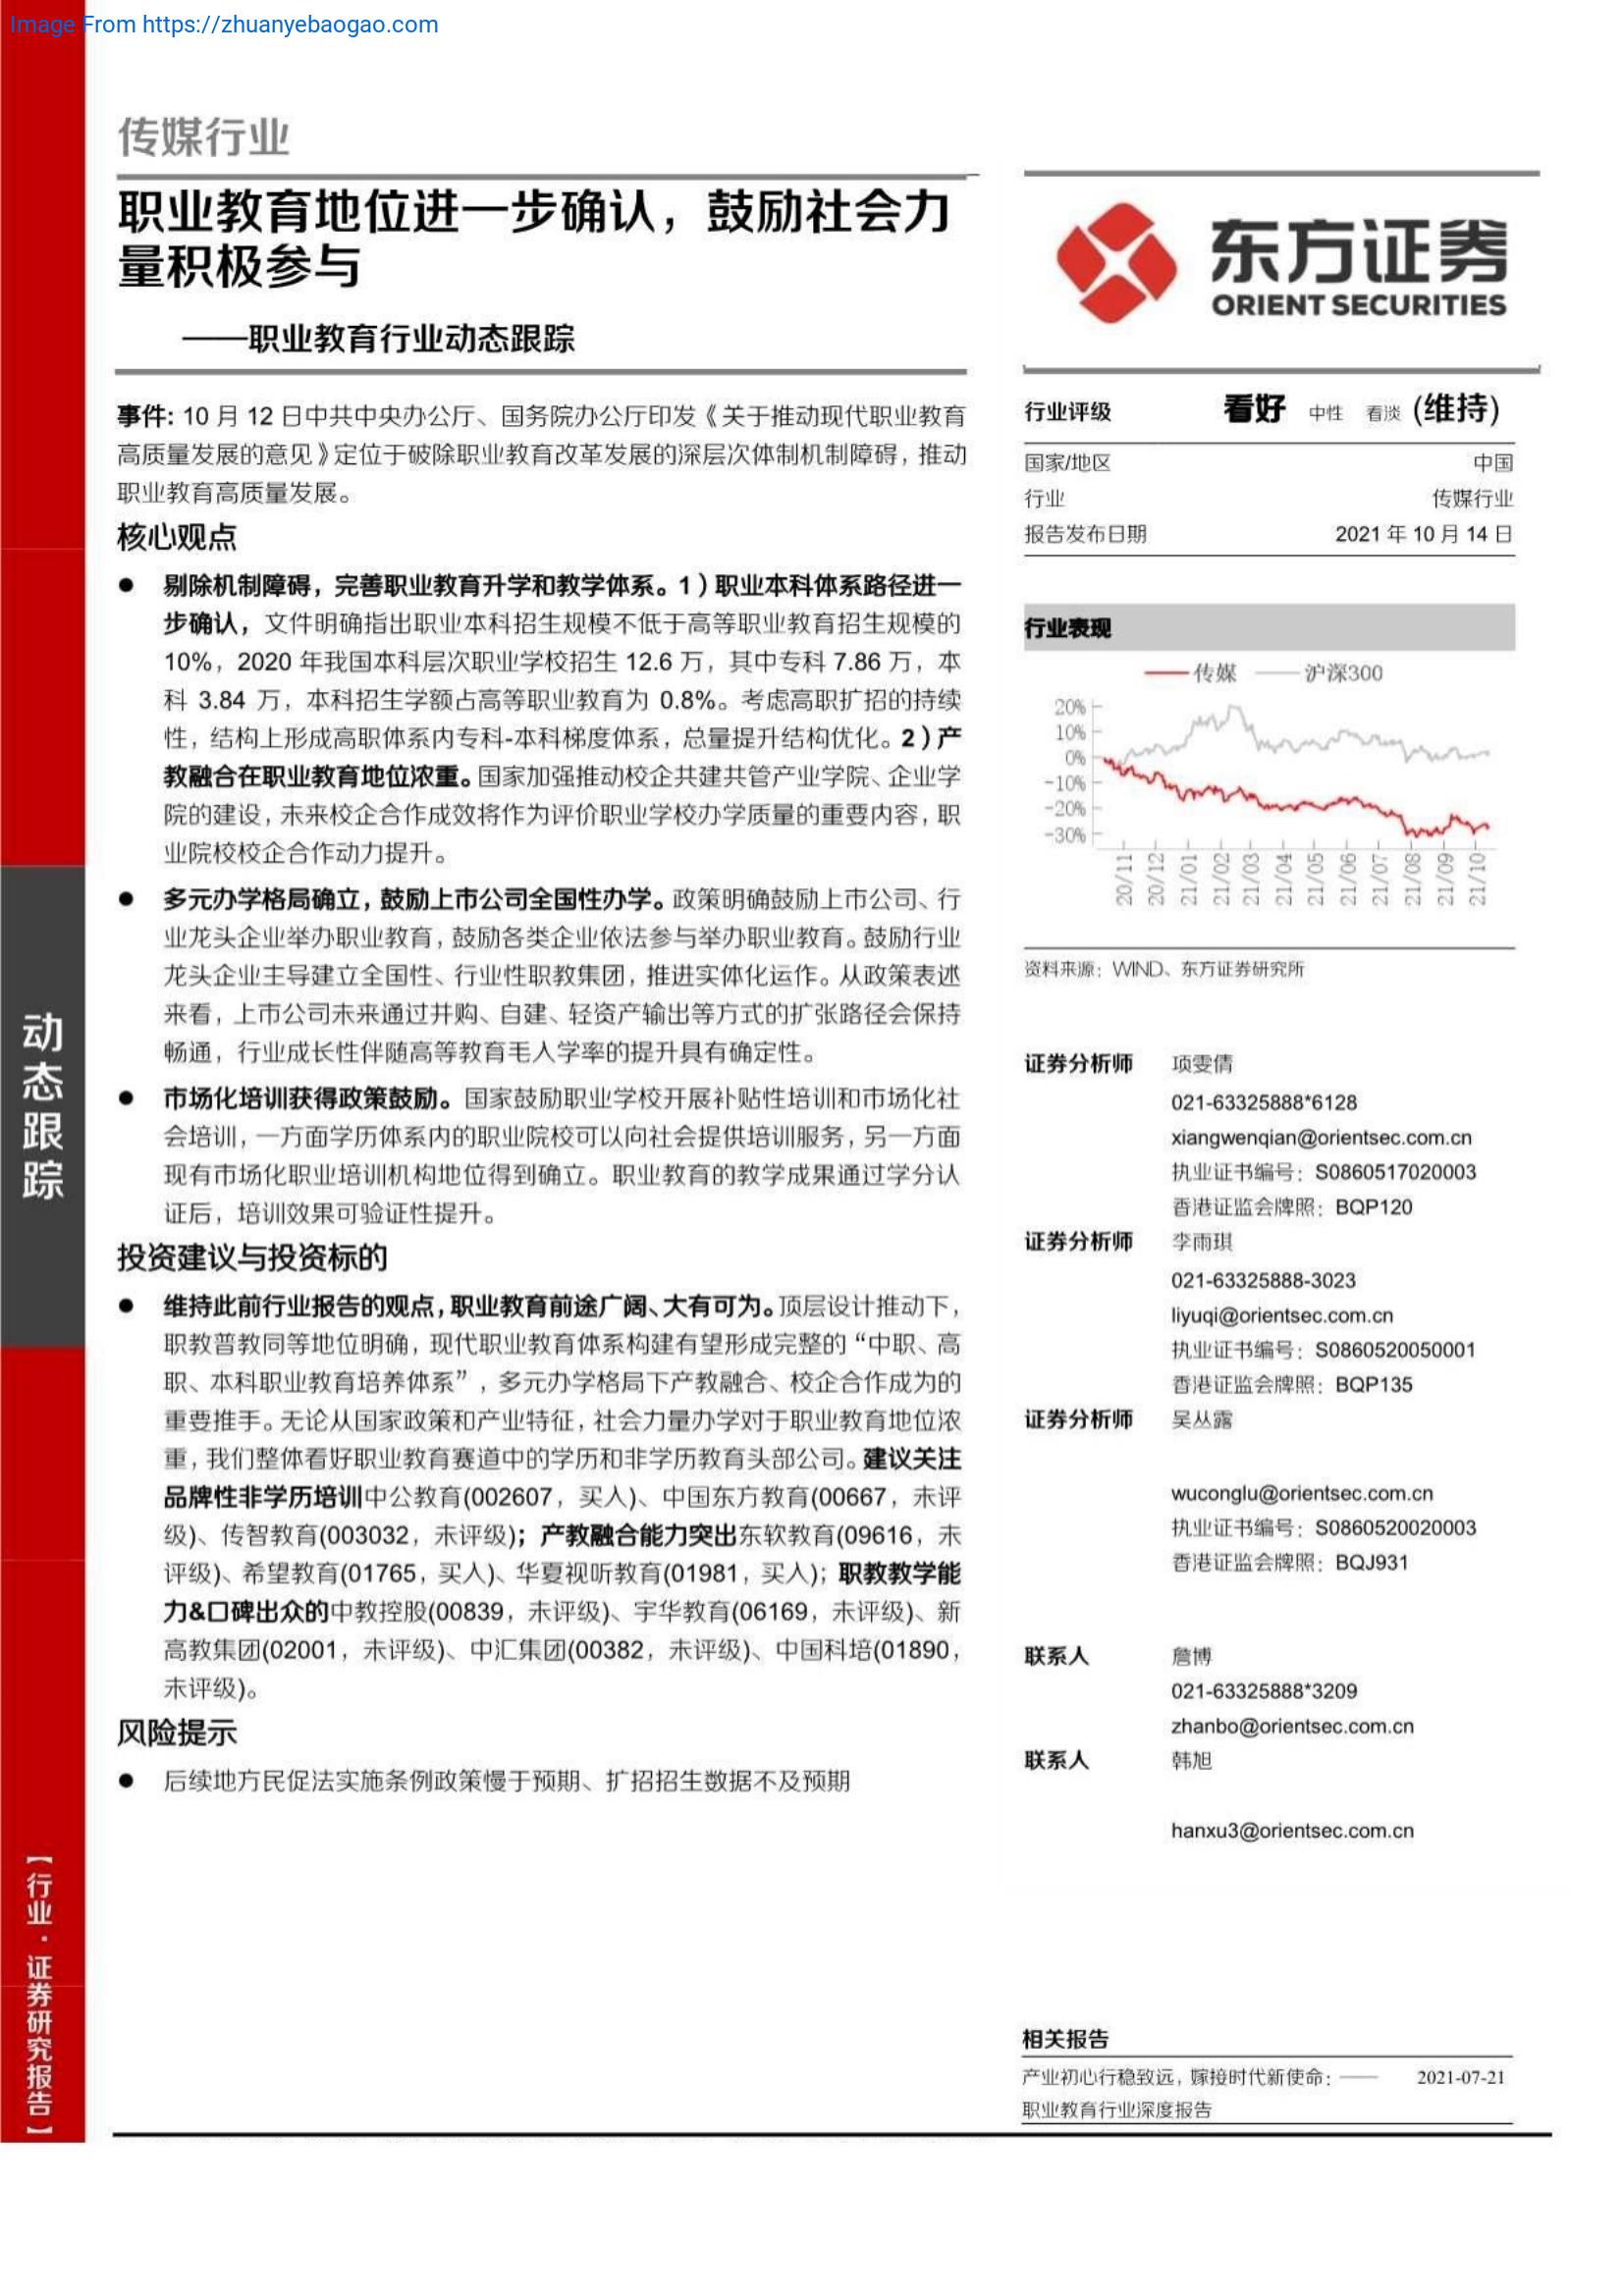 Image From https://zhuanyebaogao.com
传媒行业
职业教育地位进一步确认，鼓励社会力
量积极参与
——职业教育行业动态跟踪
事件: 10 月 12 日中共中央办公厅、国务院办公厅印发《关于推动现代职业教育
高质量发展的意见》定位于破除职业教育改革发展的深层次体制机制障碍，推动
职业教育高质量发展。
核心观点
● 剔除机制障碍，完善职业教育升学和教学体系。1）职业本科体系路径进一
步确认，文件明确指出职业本科招生规模不低于高等职业教育招生规模的
10%，2020 年我国本科层次职业学校招生 12.6 万，其中专科 7.86 万，本
科 3.84 万，本科招生学额占高等职业教育为 0.8%。考虑高职扩招的持续
性，结构上形成高职体系内专科-本科梯度体系，总量提升结构优化。2）产
教融合在职业教育地位浓重。国家加强推动校企共建共管产业学院、企业学
院的建设，未来校企合作成效将作为评价职业学校办学质量的重要内容，职
业院校校企合作动力提升。
● 多元办学格局确立，鼓励上市公司全国性办学。政策明确鼓励上市公司、行
业龙头企业举办职业教育，鼓励各类企业依法参与举办职业教育。鼓励行业
龙头企业主导建立全国性、行业性职教集团，推进实体化运作。从政策表述
来看，上市公司未来通过并购、自建、轻资产输出等方式的扩张路径会保持
畅通，行业成长性伴随高等教育毛入学率的提升具有确定性。
● 市场化培训获得政策鼓励。国家鼓励职业学校开展补贴性培训和市场化社
会培训，一方面学历体系内的职业院校可以向社会提供培训服务，另一方面
现有市场化职业培训机构地位得到确立。职业教育的教学成果通过学分认
证后，培训效果可验证性提升。
投资建议与投资标的
● 维持此前行业报告的观点，职业教育前途广阔、大有可为。顶层设计推动下，
职教普教同等地位明确，现代职业教育体系构建有望形成完整的“中职、高
职、本科职业教育培养体系”，多元办学格局下产教融合、校企合作成为的
重要推手。无论从国家政策和产业特征，社会力量办学对于职业教育地位浓
重，我们整体看好职业教育赛道中的学历和非学历教育头部公司。建议关注
品牌性非学历培训中公教育(002607，买入)、中国东方教育(00667，未评
级)、传智教育(003032，未评级)；产教融合能力突出东软教育(09616，未
评级)、希望教育(01765，买入)、华夏视听教育(01981，买入)；职教教学能
力&口碑出众的中教控股(00839，未评级)、宇华教育(06169，未评级)、新
高教集团(02001，未评级)、中汇集团(00382，未评级)、中国科培(01890，
未评级)。
风险提示
● 后续地方民促法实施条例政策慢于预期、扩招招生数据不及预期
东方证券
ORIENT SECURITIES
行业评级 看好 中性 看淡 (维持)
国家/地区 中国
行业 传媒行业
报告发布日期 2021 年 10 月 14 日
行业表现
传媒 沪深300
20%
10%
0%
-10%
-20%
-30%
20/11 20/12 21/01 21/02 21/03 21/04 21/05 21/06 21/07 21/08 21/09 21/10
资料来源：WIND、东方证券研究所
证券分析师 项雯倩
021-63325888*6128
xiangwenqian@orientsec.com.cn
执业证书编号：S0860517020003
香港证监会牌照：BQP120
证券分析师 李雨琪
021-63325888-3023
liyuqi@orientsec.com.cn
执业证书编号：S0860520050001
香港证监会牌照：BQP135
证券分析师 吴丛露
wuconglu@orientsec.com.cn
执业证书编号：S0860520020003
香港证监会牌照：BQJ931
联系人 詹博
021-63325888*3209
zhanbo@orientsec.com.cn
联系人 韩旭
hanxu3@orientsec.com.cn
相关报告
产业初心行稳致远，嫁接时代新使命：—— 2021-07-21
职业教育行业深度报告
动态跟踪
【行业·证券研究报告】